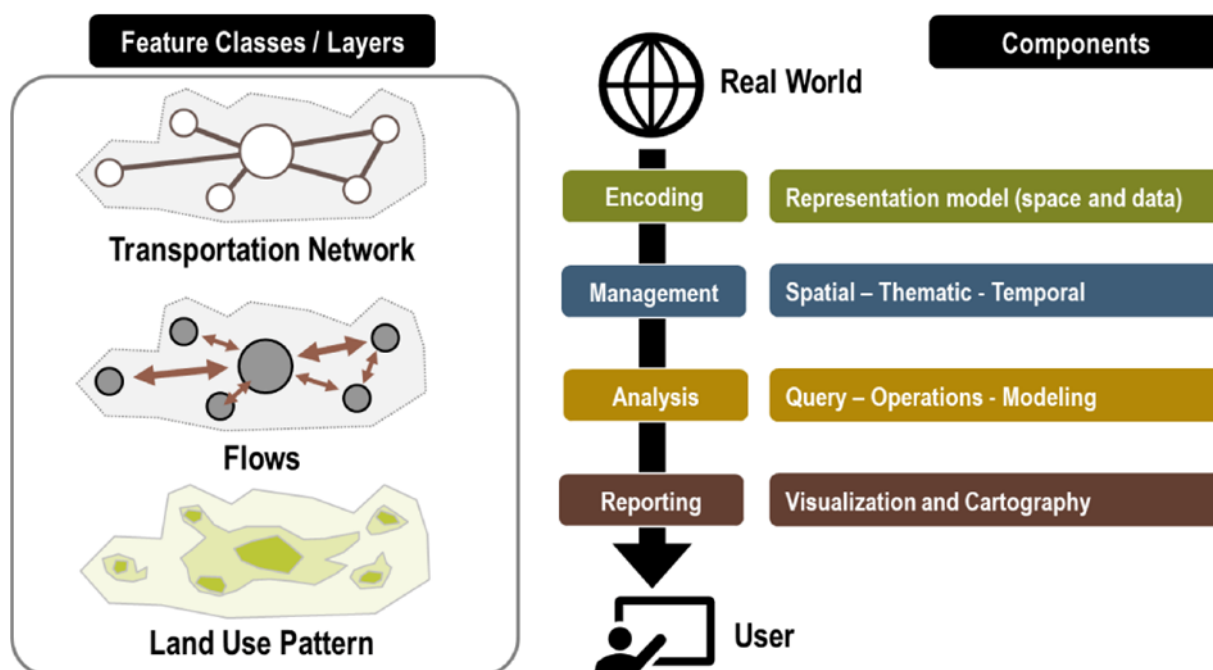 Feature Classes / Layers
Transportation Network
Flows
Land Use Pattern
Components
Real World
Encoding
Representation model (space and data)
Management
Spatial – Thematic - Temporal
Analysis
Query – Operations - Modeling
Reporting
Visualization and Cartography
User